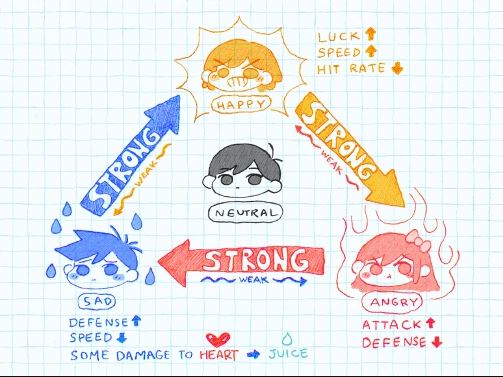 LUCK ↑
SPEED ↑
HIT RATE ↓
HAPPY
STRONG
WEAK
STRONG
WEAK
NEUTRAL
STRONG
WEAK
SAD
ANGRY
DEFENSE ↑
SPEED ↓
SOME DAMAGE TO HEART → JUICE
ATTACK ↑
DEFENSE ↓